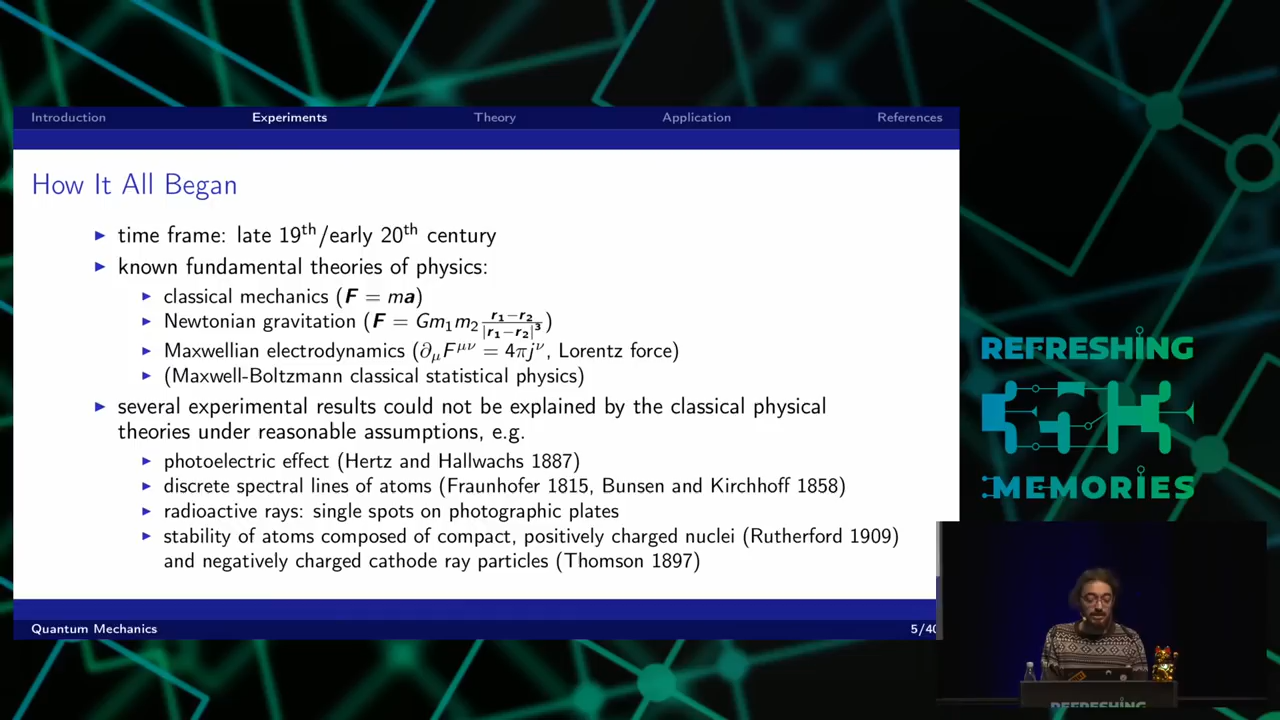 Introduction Experiments Theory Application References
How It All Began
► time frame: late 19th/early 20th century
► known fundamental theories of physics:
► classical mechanics (F = ma)
► Newtonian gravitation (F = Gm₁m₂ r₁−r₂/|r₁−r₂|³)
► Maxwellian electrodynamics (∂μF^μν = 4πj^ν, Lorentz force)
► (Maxwell-Boltzmann classical statistical physics)
► several experimental results could not be explained by the classical physical
theories under reasonable assumptions, e.g.
► photoelectric effect (Hertz and Hallwachs 1887)
► discrete spectral lines of atoms (Fraunhofer 1815, Bunsen and Kirchhoff 1858)
► radioactive rays: single spots on photographic plates
► stability of atoms composed of compact, positively charged nuclei (Rutherford 1909)
and negatively charged cathode ray particles (Thomson 1897)
Quantum Mechanics 5/40
REFRESHING
MEMORIES
REFRESHING